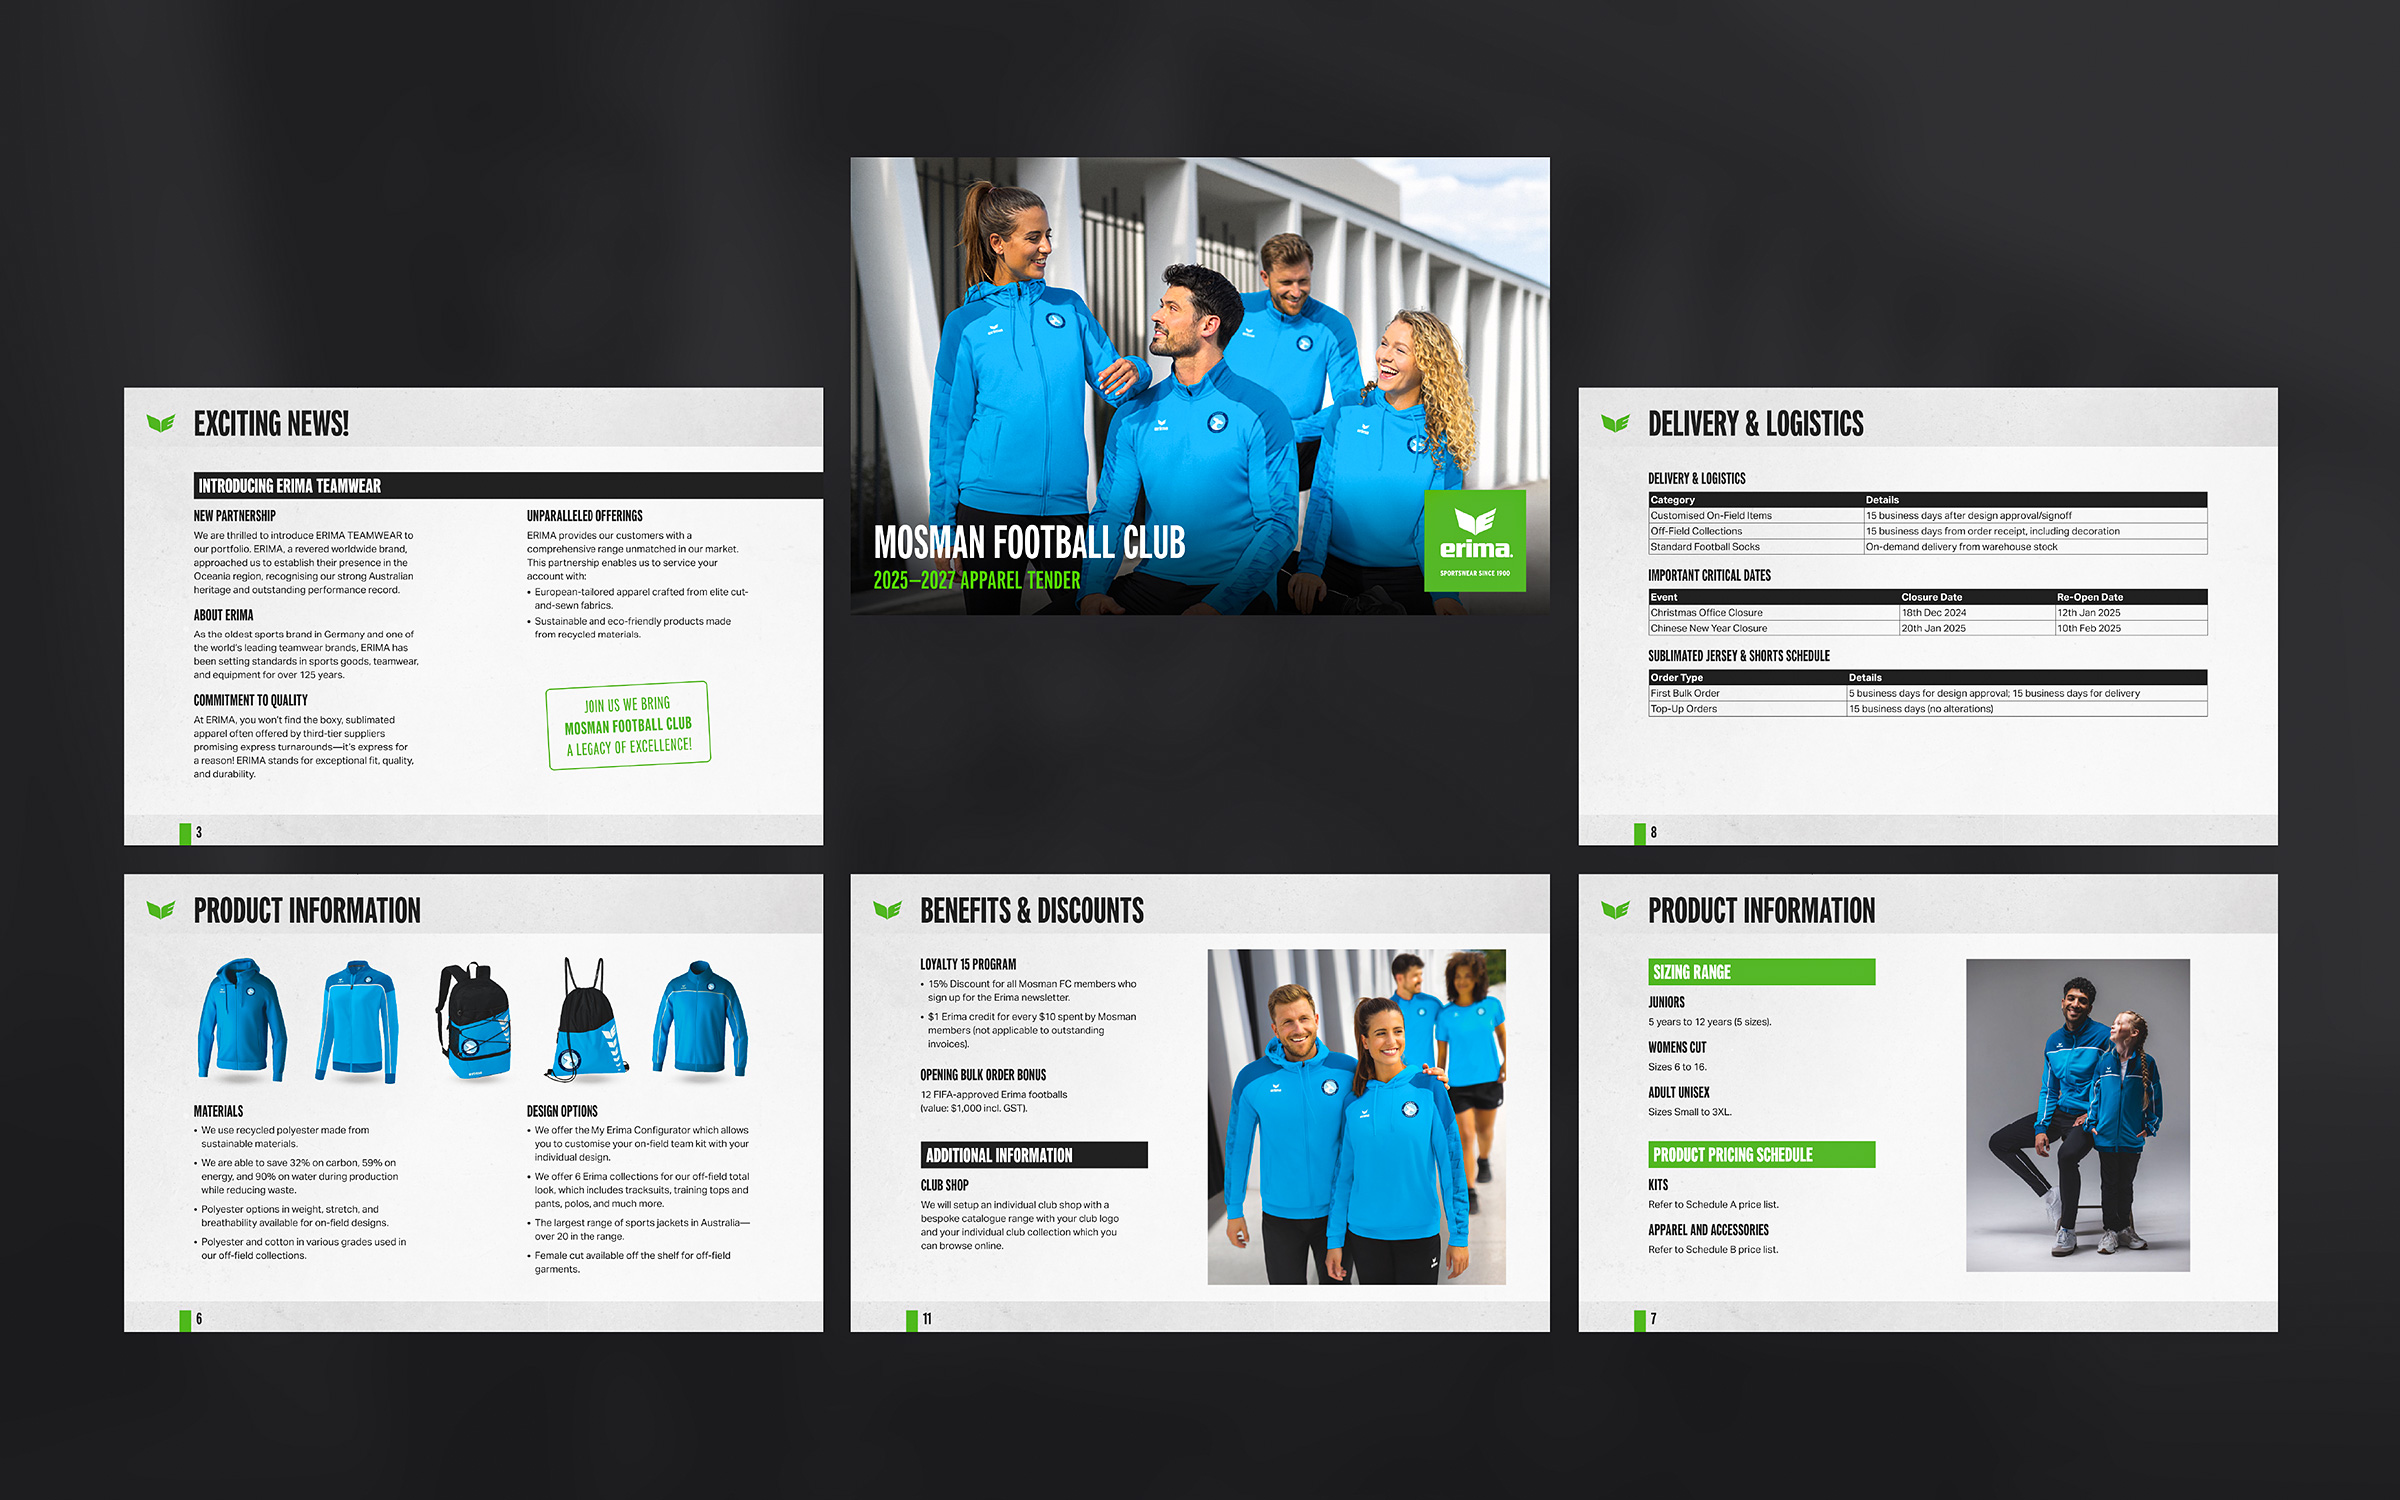 MOSMAN FOOTBALL CLUB
2025–2027 APPAREL TENDER
erima
SPORTSWEAR SINCE 1900
EXCITING NEWS!
INTRODUCING ERIMA TEAMWEAR
NEW PARTNERSHIP
We are thrilled to introduce ERIMA TEAMWEAR to
our portfolio. ERIMA, a revered worldwide brand,
approached us to establish their presence in the
Oceania region, recognising our strong Australian
heritage and outstanding performance record.
ABOUT ERIMA
As the oldest sports brand in Germany and one of
the world's leading teamwear brands, ERIMA has
been setting standards in sports goods, teamwear,
and equipment for over 125 years.
COMMITMENT TO QUALITY
At ERIMA, you won't find the boxy, sublimated
apparel often offered by third-tier suppliers
promising express turnarounds—it's express for
a reason! ERIMA stands for exceptional fit, quality,
and durability.
UNPARALLELED OFFERINGS
ERIMA provides our customers with a
comprehensive range unmatched in our market.
This partnership enables us to service your
account with:
• European-tailored apparel crafted from elite cut-
and-sewn fabrics.
• Sustainable and eco-friendly products made
from recycled materials.
JOIN US WE BRING
MOSMAN FOOTBALL CLUB
A LEGACY OF EXCELLENCE!
3
DELIVERY & LOGISTICS
DELIVERY & LOGISTICS
Category Details
Customised On-Field Items 15 business days after design approval/signoff
Off-Field Collections 15 business days from order receipt, including decoration
Standard Football Socks On-demand delivery from warehouse stock
IMPORTANT CRITICAL DATES
Event Closure Date Re-Open Date
Christmas Office Closure 18th Dec 2024 12th Jan 2025
Chinese New Year Closure 20th Jan 2025 10th Feb 2025
SUBLIMATED JERSEY & SHORTS SCHEDULE
Order Type Details
First Bulk Order 5 business days for design approval; 15 business days for delivery
Top-Up Orders 15 business days (no alterations)
8
PRODUCT INFORMATION
MATERIALS
• We use recycled polyester made from
sustainable materials.
• We are able to save 32% on carbon, 59% on
energy, and 90% on water during production
while reducing waste.
• Polyester options in weight, stretch, and
breathability available for on-field designs.
• Polyester and cotton in various grades used in
our off-field collections.
DESIGN OPTIONS
• We offer the My Erima Configurator which allows
you to customise your on-field team kit with your
individual design.
• We offer 6 Erima collections for our off-field total
look, which includes tracksuits, training tops and
pants, polos, and much more.
• The largest range of sports jackets in Australia—
over 20 in the range.
• Female cut available off the shelf for off-field
garments.
6
BENEFITS & DISCOUNTS
LOYALTY 15 PROGRAM
• 15% Discount for all Mosman FC members who
sign up for the Erima newsletter.
• $1 Erima credit for every $10 spent by Mosman
members (not applicable to outstanding
invoices).
OPENING BULK ORDER BONUS
12 FIFA-approved Erima footballs
(value: $1,000 incl. GST).
ADDITIONAL INFORMATION
CLUB SHOP
We will setup an individual club shop with a
bespoke catalogue range with your club logo
and your individual club collection which you
can browse online.
11
PRODUCT INFORMATION
SIZING RANGE
JUNIORS
5 years to 12 years (5 sizes).
WOMENS CUT
Sizes 6 to 16.
ADULT UNISEX
Sizes Small to 3XL.
PRODUCT PRICING SCHEDULE
KITS
Refer to Schedule A price list.
APPAREL AND ACCESSORIES
Refer to Schedule B price list.
7